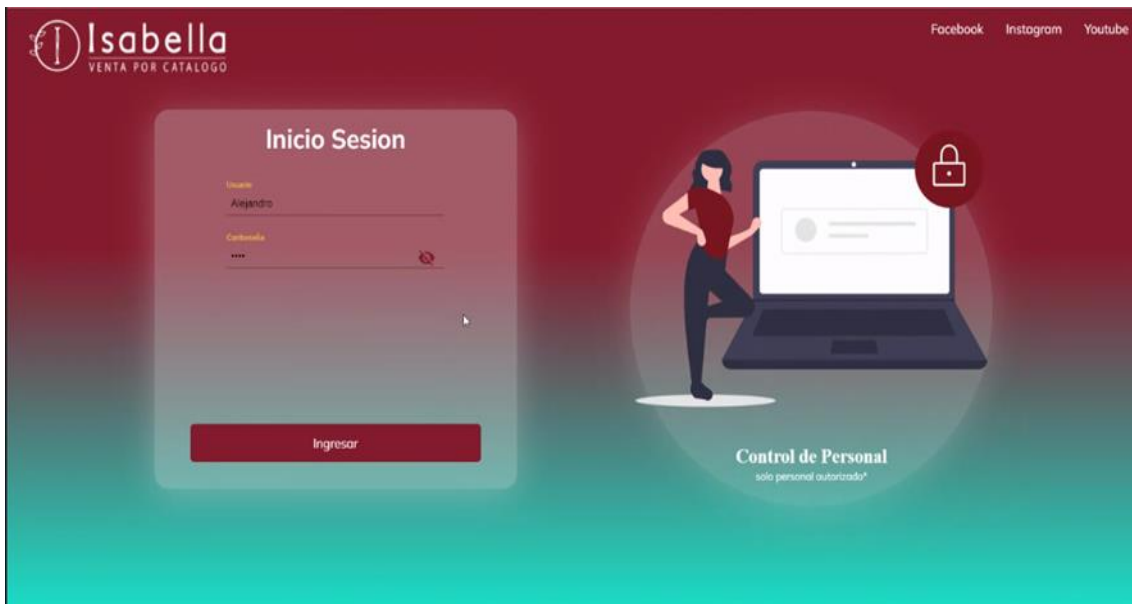 Isabella
VENTA POR CATALOGO
Facebook Instagram Youtube
Inicio Sesion
Usuario
Alejandro
Contraseña
••••
Ingresar
Control de Personal
solo personal autorizado*